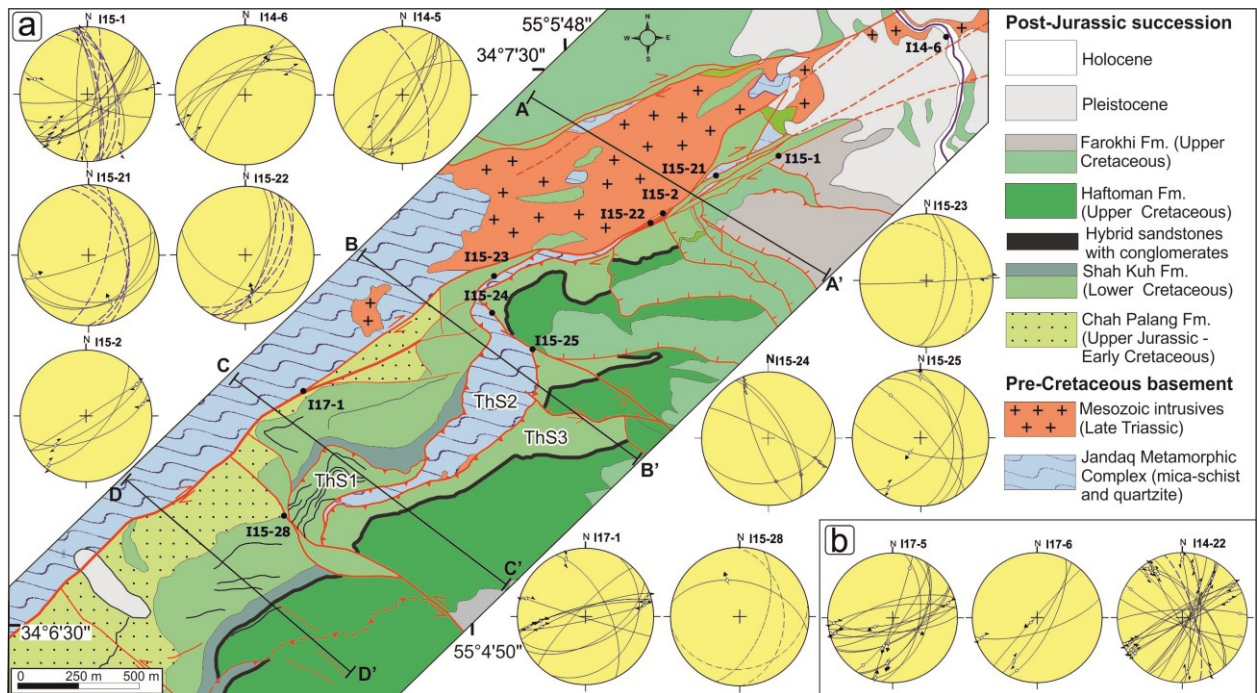 a
I15-1
N
I14-6
N
I14-5
N
I15-21
N
I15-22
N
I15-2
N
55°5'48"
34°7'30"
N
W E
S
A
I14-6
I15-1
I15-21
I15-2
I15-22
A'
B
I15-23
I15-24
I15-25
C
I17-1
ThS2
ThS3
B'
D
ThS1
I15-28
C'
34°6'30"
55°4'50"
D'
0 250 m 500 m
I15-23
N
I15-24
N
I15-25
N
I17-1
N
I15-28
N
Post-Jurassic succession
Holocene
Pleistocene
Farokhi Fm. (Upper
Cretaceous)
Haftoman Fm.
(Upper Cretaceous)
Hybrid sandstones
with conglomerates
Shah Kuh Fm.
(Lower Cretaceous)
Chah Palang Fm.
(Upper Jurassic -
Early Cretaceous)
Pre-Cretaceous basement
Mesozoic intrusives
(Late Triassic)
Jandaq Metamorphic
Complex (mica-schist
and quartzite)
b
I17-5
N
I17-6
N
I14-22
N